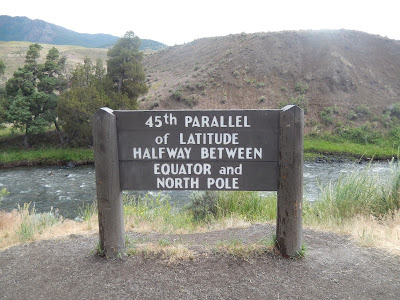 45th PARALLEL
of LATITUDE
HALFWAY BETWEEN
EQUATOR and
NORTH POLE